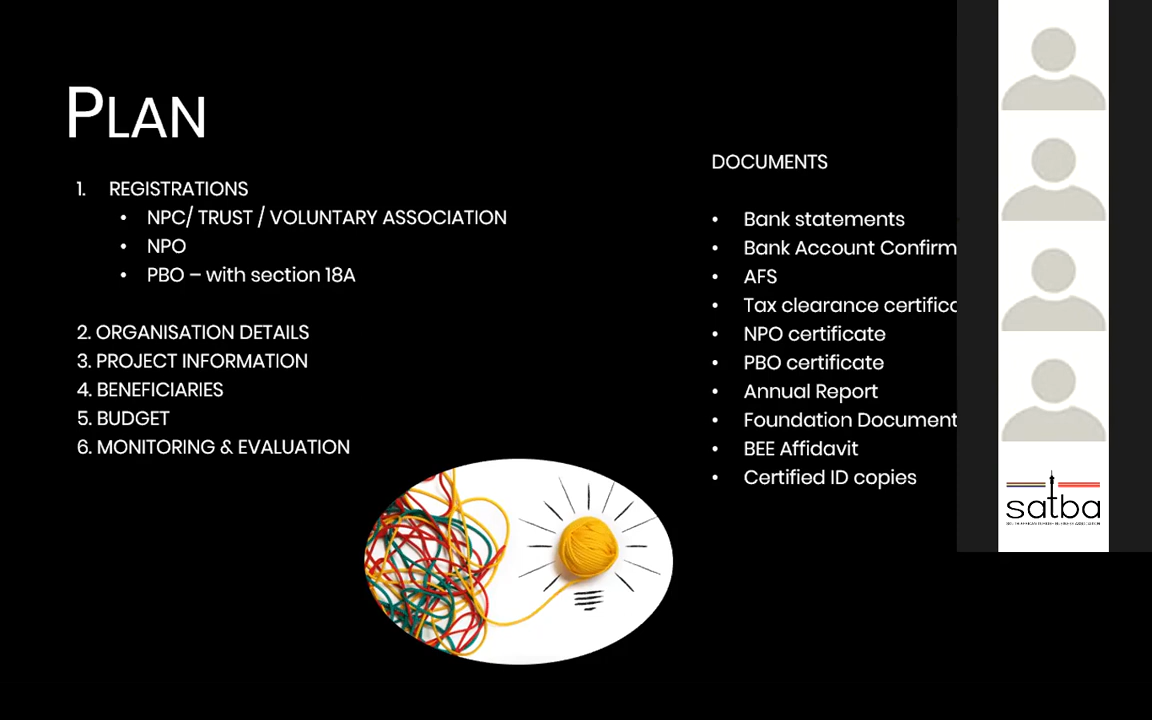 PLAN
1. REGISTRATIONS
• NPC/ TRUST / VOLUNTARY ASSOCIATION
• NPO
• PBO – with section 18A
2. ORGANISATION DETAILS
3. PROJECT INFORMATION
4. BENEFICIARIES
5. BUDGET
6. MONITORING & EVALUATION
DOCUMENTS
• Bank statements
• Bank Account Confirm
• AFS
• Tax clearance certific
• NPO certificate
• PBO certificate
• Annual Report
• Foundation Document
• BEE Affidavit
• Certified ID copies
satba